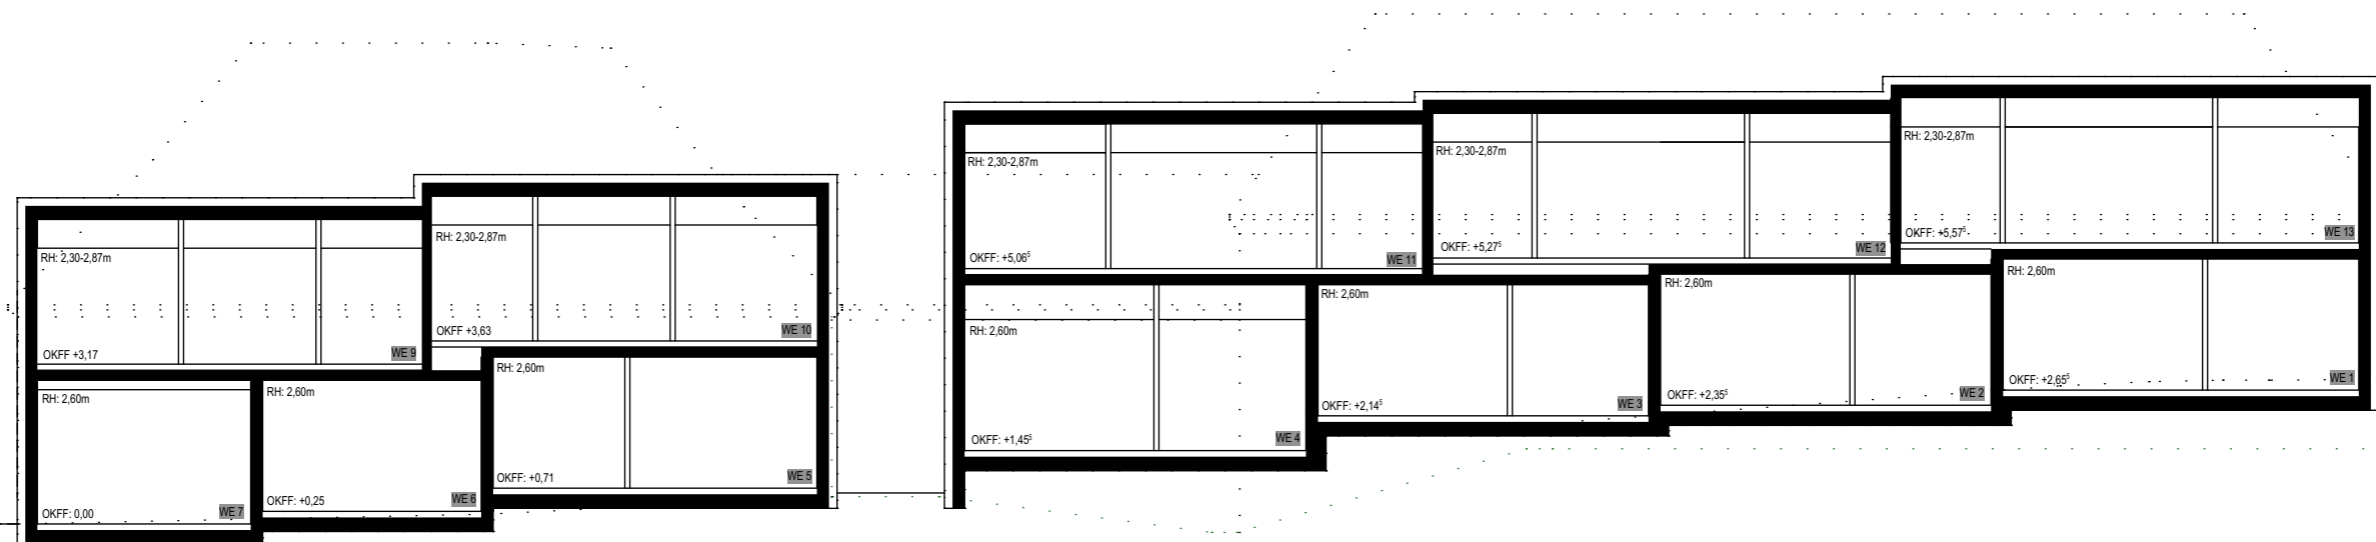 RH: 2,30-2,87m
OKFF +3,17
WE 9
RH: 2,30-2,87m
OKFF +3,63
WE 10
RH: 2,60m
OKFF: 0,00
WE 7
RH: 2,60m
OKFF: +0,25
WE 6
RH: 2,60m
OKFF: +0,71
WE 5
RH: 2,30-2,87m
OKFF: +5,06⁵
WE 11
RH: 2,30-2,87m
OKFF: +5,27⁵
WE 12
RH: 2,30-2,87m
OKFF: +5,57⁵
WE 13
RH: 2,60m
OKFF: +1,45⁵
WE 4
RH: 2,60m
OKFF: +2,14⁵
WE 3
RH: 2,60m
OKFF: +2,35⁵
WE 2
RH: 2,60m
OKFF: +2,65⁵
WE 1